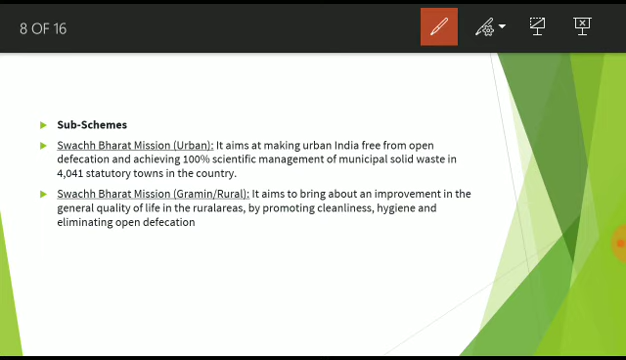 8 OF 16
Sub-Schemes
Swachh Bharat Mission (Urban): It aims at making urban India free from open
defecation and achieving 100% scientific management of municipal solid waste in
4,041 statutory towns in the country.
Swachh Bharat Mission (Gramin/Rural): It aims to bring about an improvement in the
general quality of life in the ruralareas, by promoting cleanliness, hygiene and
eliminating open defecation